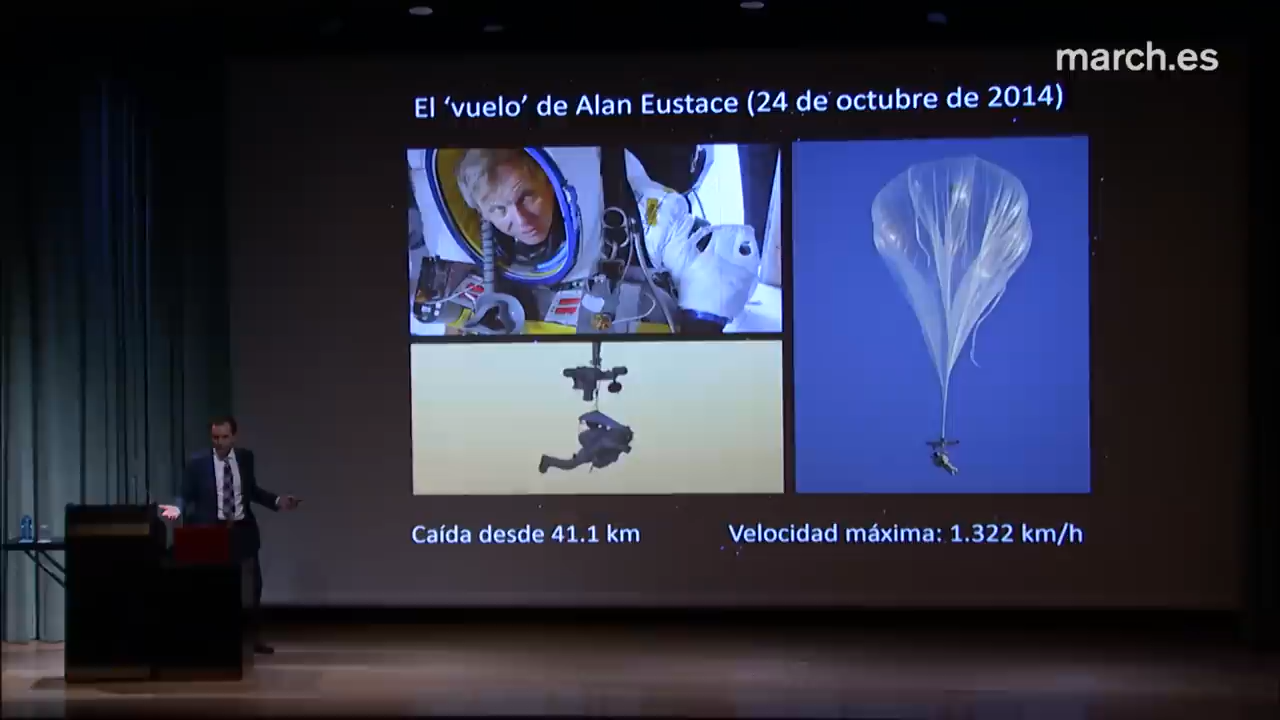 march.es
El ‘vuelo’ de Alan Eustace (24 de octubre de 2014)
Caída desde 41.1 km
Velocidad máxima: 1.322 km/h